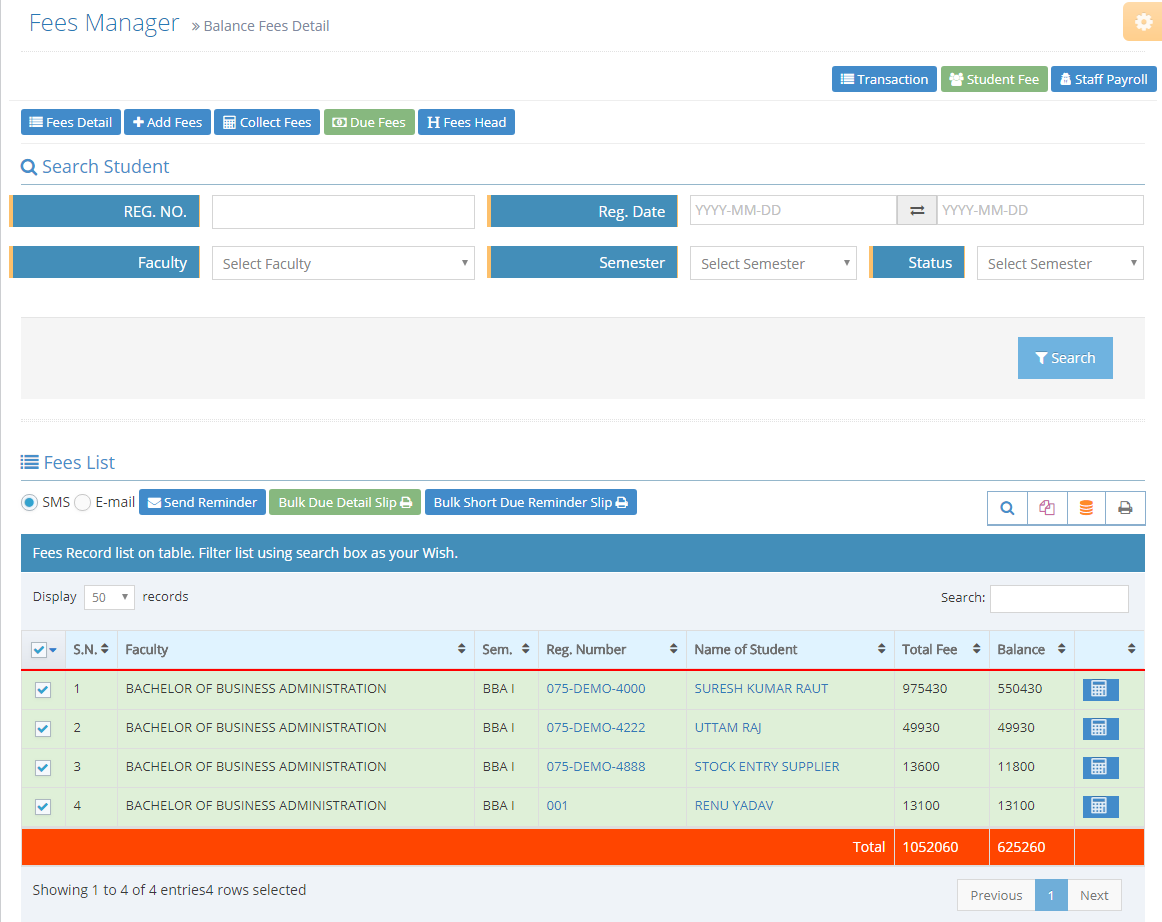 Fees Manager » Balance Fees Detail
Transaction Student Fee Staff Payroll
Fees Detail Add Fees Collect Fees Due Fees H Fees Head
Search Student
REG. NO. Reg. Date YYYY-MM-DD YYYY-MM-DD
Faculty Select Faculty Semester Select Semester Status Select Semester
Search
Fees List
SMS E-mail Send Reminder Bulk Due Detail Slip Bulk Short Due Reminder Slip
Fees Record list on table. Filter list using search box as your Wish.
Display 50 records Search:
S.N. Faculty Sem. Reg. Number Name of Student Total Fee Balance
1 BACHELOR OF BUSINESS ADMINISTRATION BBA I 075-DEMO-4000 SURESH KUMAR RAUT 975430 550430
2 BACHELOR OF BUSINESS ADMINISTRATION BBA I 075-DEMO-4222 UTTAM RAJ 49930 49930
3 BACHELOR OF BUSINESS ADMINISTRATION BBA I 075-DEMO-4888 STOCK ENTRY SUPPLIER 13600 11800
4 BACHELOR OF BUSINESS ADMINISTRATION BBA I 001 RENU YADAV 13100 13100
Total 1052060 625260
Showing 1 to 4 of 4 entries4 rows selected
Previous 1 Next